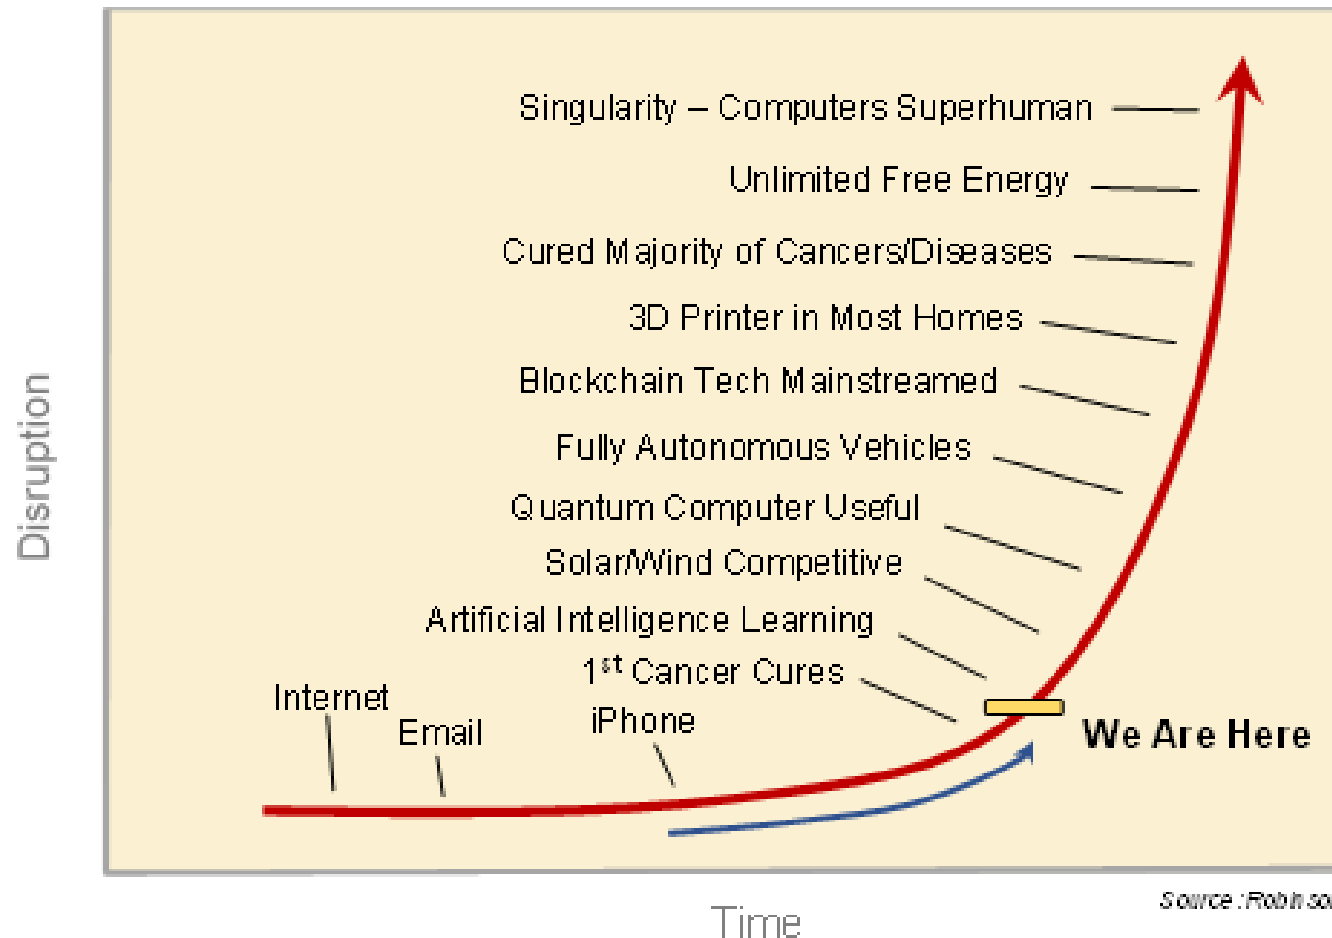 Singularity – Computers Superhuman
Unlimited Free Energy
Cured Majority of Cancers/Diseases
3D Printer in Most Homes
Blockchain Tech Mainstreamed
Fully Autonomous Vehicles
Quantum Computer Useful
Solar/Wind Competitive
Artificial Intelligence Learning
1st Cancer Cures
Internet
Email
iPhone
We Are Here
Disruption
Time
Source: